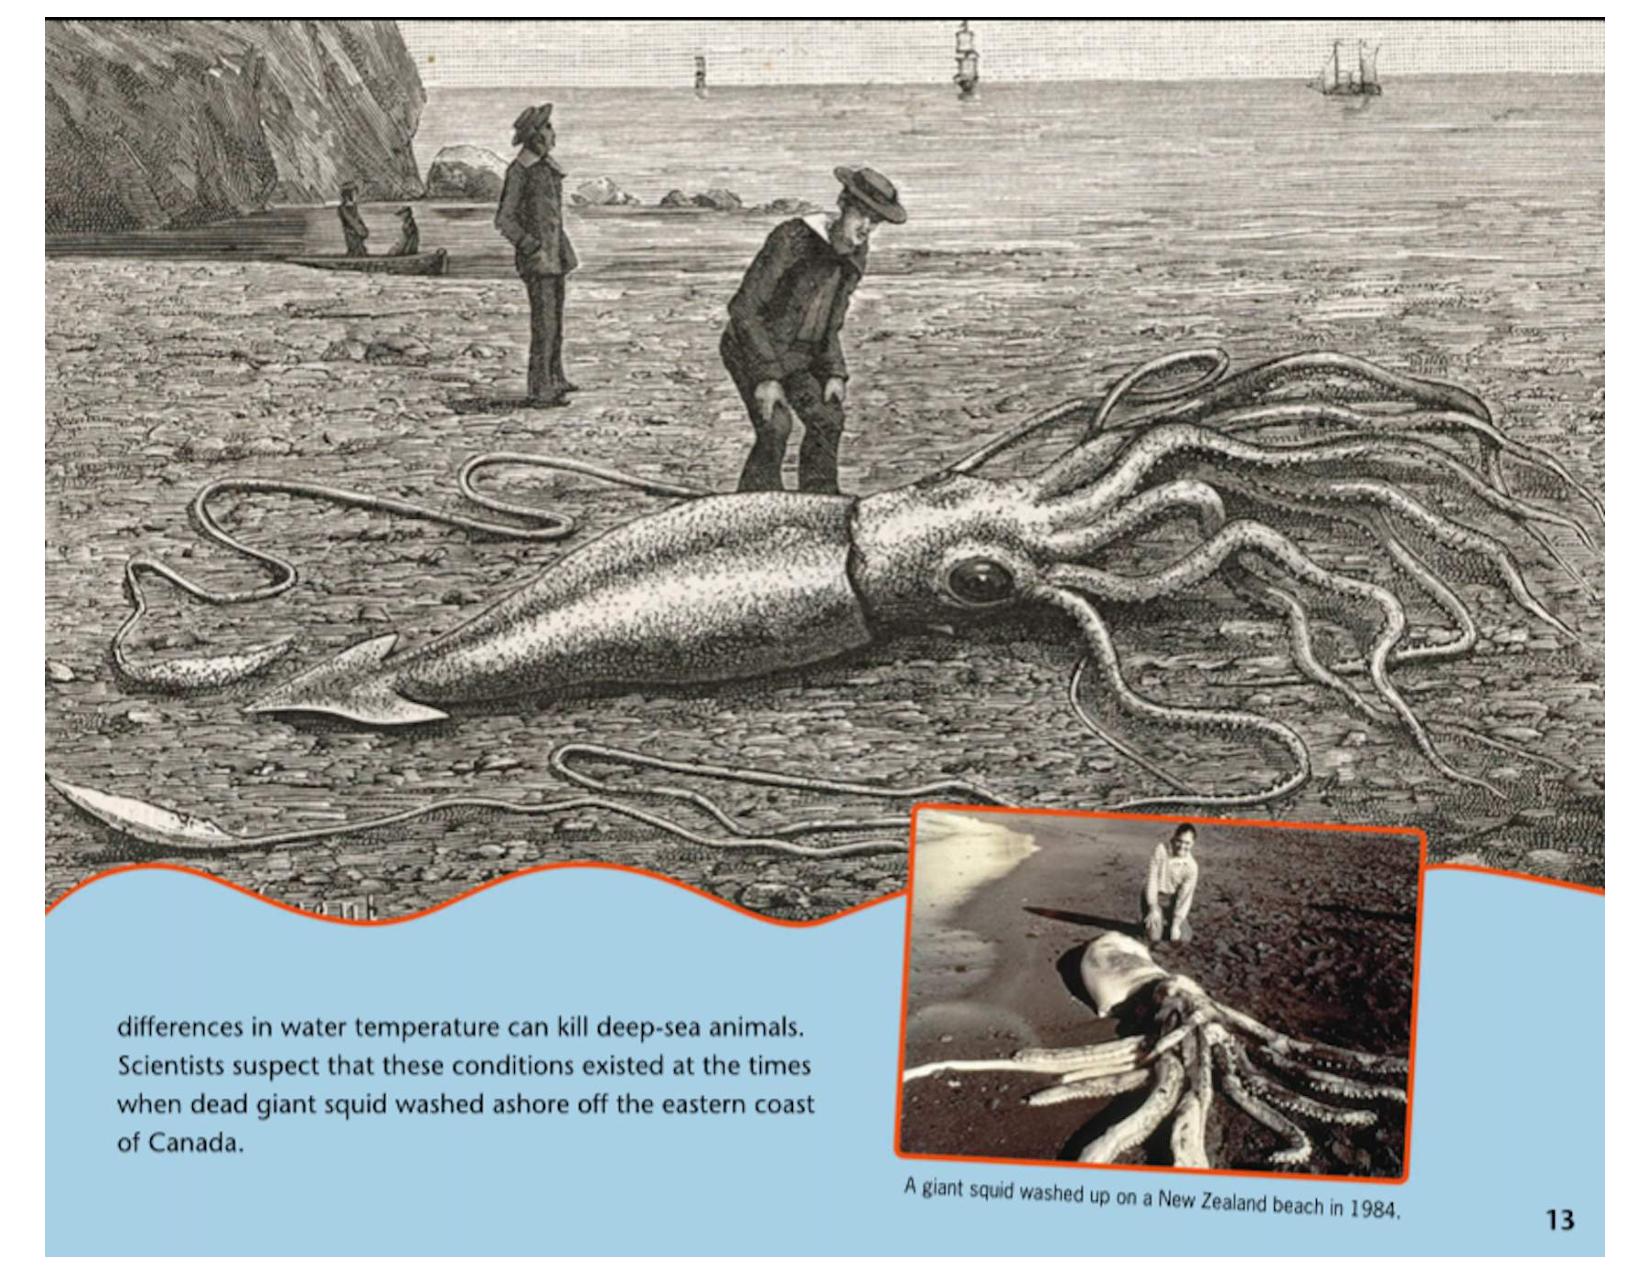 differences in water temperature can kill deep-sea animals.
Scientists suspect that these conditions existed at the times
when dead giant squid washed ashore off the eastern coast
of Canada.
A giant squid washed up on a New Zealand beach in 1984.
13